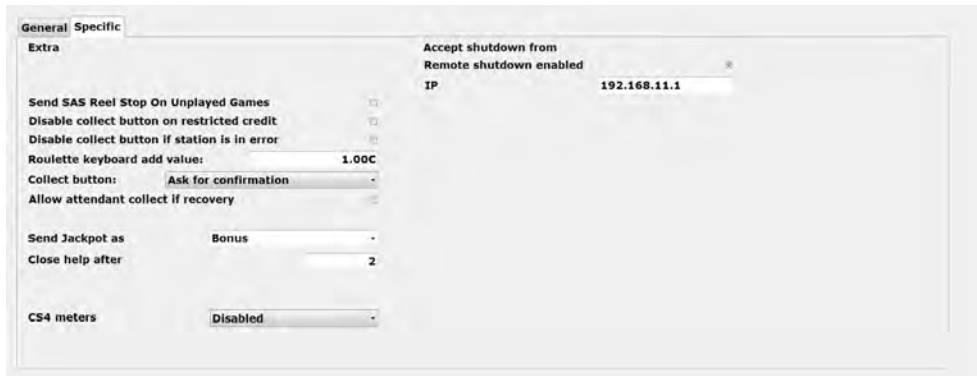 General Specific
Extra
Accept shutdown from
Remote shutdown enabled
IP 192.168.11.1
Send SAS Reel Stop On Unplayed Games
Disable collect button on restricted credit
Disable collect button if station is in error
Roulette keyboard add value: 1.00C
Collect button: Ask for confirmation
Allow attendant collect if recovery
Send Jackpot as Bonus
Close help after 2
CS4 meters Disabled